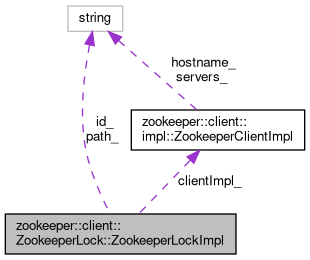 string
hostname_
servers_
id_
path_
zookeeper::client::
impl::ZookeeperClientImpl
clientImpl_
zookeeper::client::
ZookeeperLock::ZookeeperLockImpl